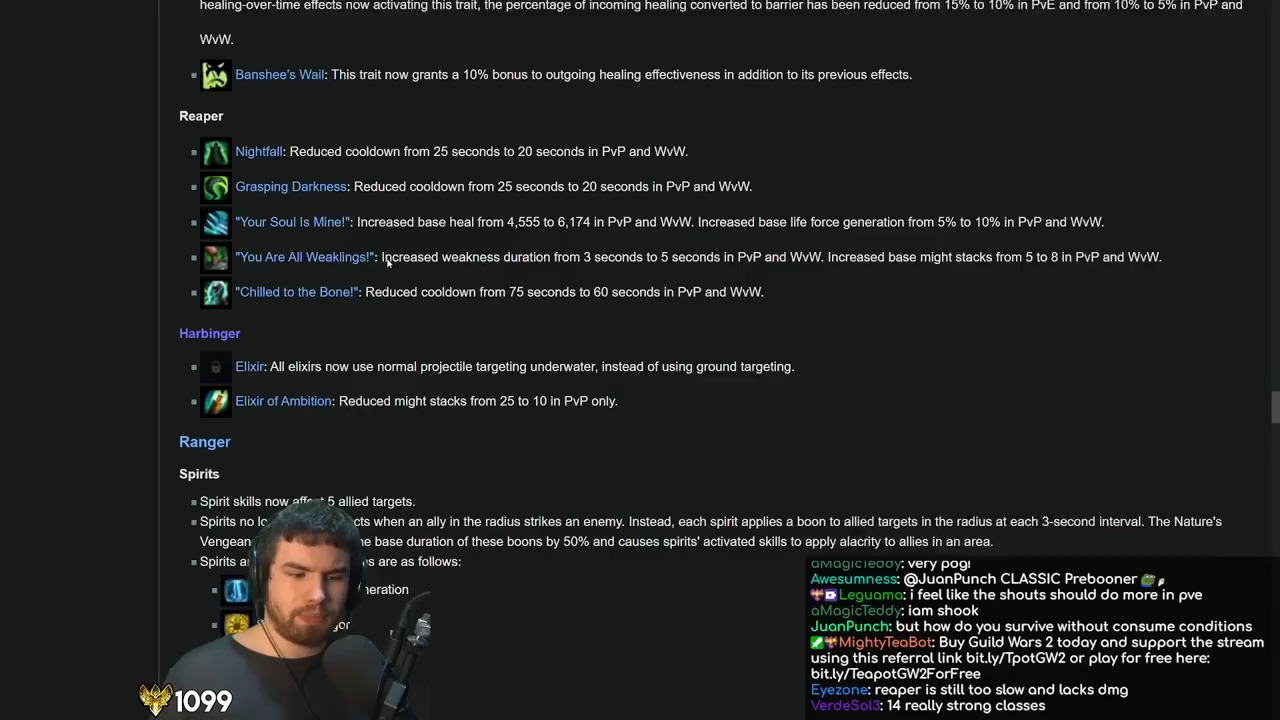 healing-over-time effects now activating this trait, the percentage of incoming healing converted to barrier has been reduced from 15% to 10% in PvE and from 10% to 5% in PvP and
WvW.
Banshee's Wail: This trait now grants a 10% bonus to outgoing healing effectiveness in addition to its previous effects.
Reaper
Nightfall: Reduced cooldown from 25 seconds to 20 seconds in PvP and WvW.
Grasping Darkness: Reduced cooldown from 25 seconds to 20 seconds in PvP and WvW.
"Your Soul Is Mine!": Increased base heal from 4,555 to 6,174 in PvP and WvW. Increased base life force generation from 5% to 10% in PvP and WvW.
"You Are All Weaklings!": Increased weakness duration from 3 seconds to 5 seconds in PvP and WvW. Increased base might stacks from 5 to 8 in PvP and WvW.
"Chilled to the Bone!": Reduced cooldown from 75 seconds to 60 seconds in PvP and WvW.
Harbinger
Elixir: All elixirs now use normal projectile targeting underwater, instead of using ground targeting.
Elixir of Ambition: Reduced might stacks from 25 to 10 in PvP only.
Ranger
Spirits
Spirit skills now affect 5 allied targets.
Spirits no lo cts when an ally in the radius strikes an enemy. Instead, each spirit applies a boon to allied targets in the radius at each 3-second interval. The Nature's
Vengean he base duration of these boons by 50% and causes spirits' activated skills to apply alacrity to allies in an area.
Spirits a es are as follows:
neration
gor
aMagicTeddy: very pog!
Awesumness: @JuanPunch CLASSIC Prebooner
Leguama: i feel like the shouts should do more in pve
aMagicTeddy: iam shook
JuanPunch: but how do you survive without consume conditions
MightyTeaBot: Buy Guild Wars 2 today and support the stream
using this referral link bit.ly/TpotGW2 or play for free here:
bit.ly/TeapotGW2ForFree
Eyezone: reaper is still too slow and lacks dmg
VerdeSol3: 14 really strong classes
1099